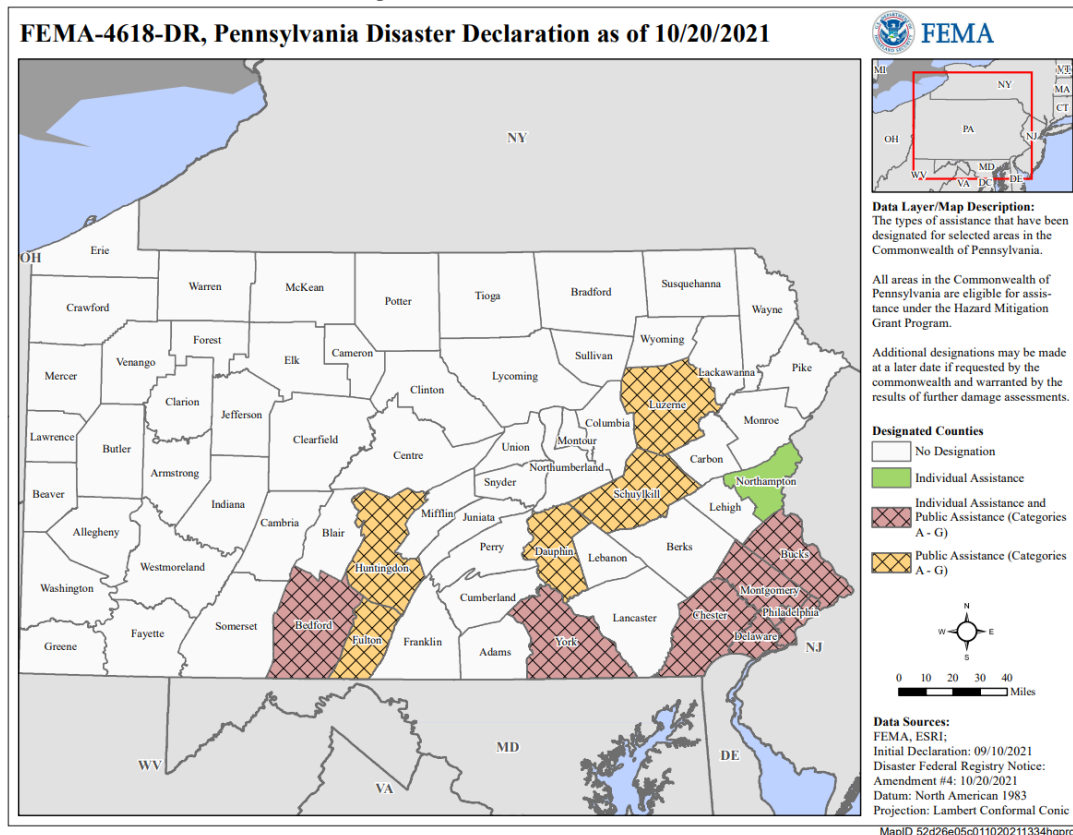 FEMA-4618-DR, Pennsylvania Disaster Declaration as of 10/20/2021
FEMA
MI
NY
VT
MA
CT
OH
PA
NJ
MD
WV
VA
DC
DE
Data Layer/Map Description:
The types of assistance that have been
designated for selected areas in the
Commonwealth of Pennsylvania.
All areas in the Commonwealth of
Pennsylvania are eligible for assis-
tance under the Hazard Mitigation
Grant Program.
Additional designations may be made
at a later date if requested by the
commonwealth and warranted by the
results of further damage assessments.
Designated Counties
No Designation
Individual Assistance
Individual Assistance and
Public Assistance (Categories
A - G)
Public Assistance (Categories
A - G)
N
W
E
S
0 10 20 30 40
Miles
Data Sources:
FEMA, ESRI;
Initial Declaration: 09/10/2021
Disaster Federal Registry Notice:
Amendment #4: 10/20/2021
Datum: North American 1983
Projection: Lambert Conformal Conic
MapID 52d26e05c011020211334hqprod
NY
OH
Erie
Crawford
Warren
McKean
Potter
Tioga
Bradford
Susquehanna
Wayne
Wyoming
Lackawanna
Pike
Sullivan
Forest
Venango
Mercer
Elk
Cameron
Clinton
Lycoming
Luzerne
Monroe
Clarion
Jefferson
Clearfield
Centre
Union
Montour
Columbia
Northumberland
Carbon
Northampton
Lawrence
Butler
Armstrong
Indiana
Snyder
Schuylkill
Lehigh
Beaver
Allegheny
Cambria
Blair
Mifflin
Juniata
Perry
Dauphin
Lebanon
Berks
Bucks
Washington
Westmoreland
Huntingdon
Cumberland
Lancaster
Montgomery
Philadelphia
Chester
Delaware
Greene
Fayette
Somerset
Bedford
Fulton
Franklin
Adams
York
NJ
WV
VA
MD
DE